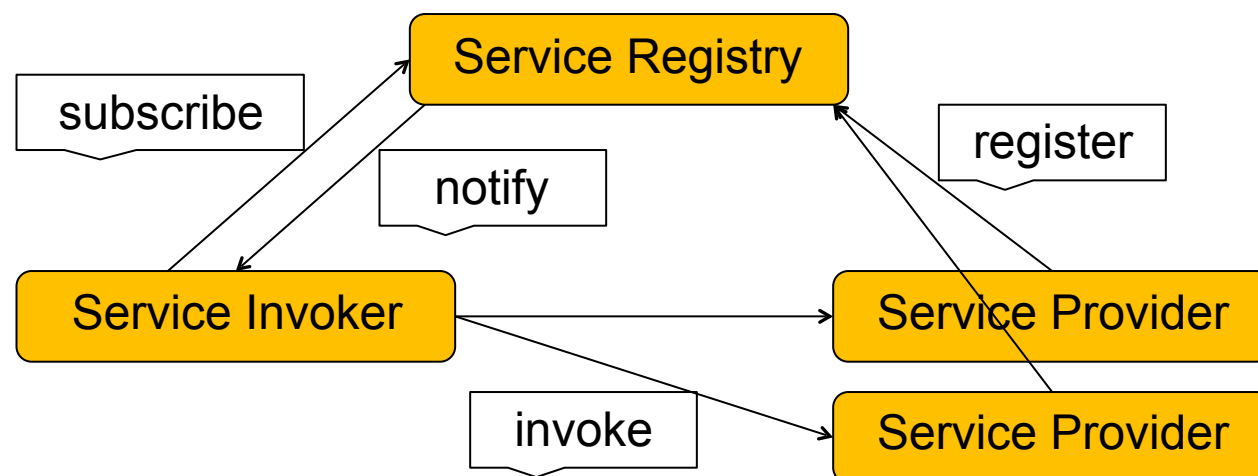 Service Registry
subscribe
register
notify
Service Invoker
Service Provider
Service Provider
invoke